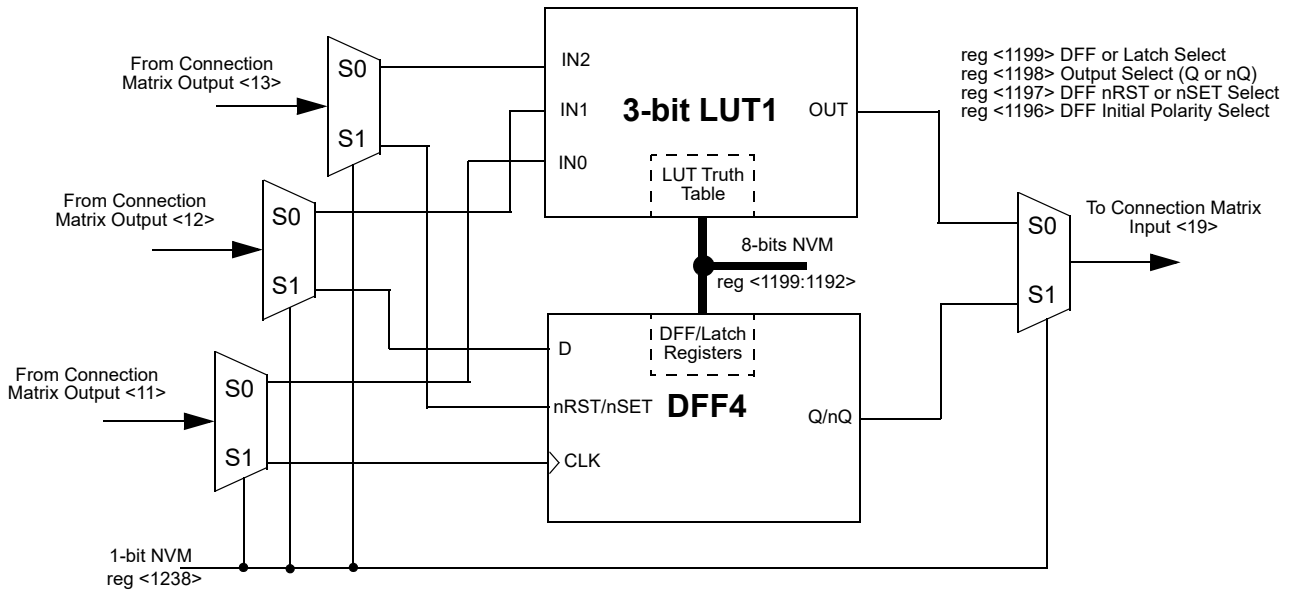 From Connection
Matrix Output <13>
S0
S1
From Connection
Matrix Output <12>
S0
S1
From Connection
Matrix Output <11>
S0
S1
1-bit NVM
reg <1238>
IN2
IN1
IN0
3-bit LUT1
OUT
LUT Truth
Table
8-bits NVM
reg <1199:1192>
DFF/Latch
Registers
D
nRST/nSET
DFF4
Q/nQ
CLK
reg <1199> DFF or Latch Select
reg <1198> Output Select (Q or nQ)
reg <1197> DFF nRST or nSET Select
reg <1196> DFF Initial Polarity Select
S0
S1
To Connection Matrix
Input <19>